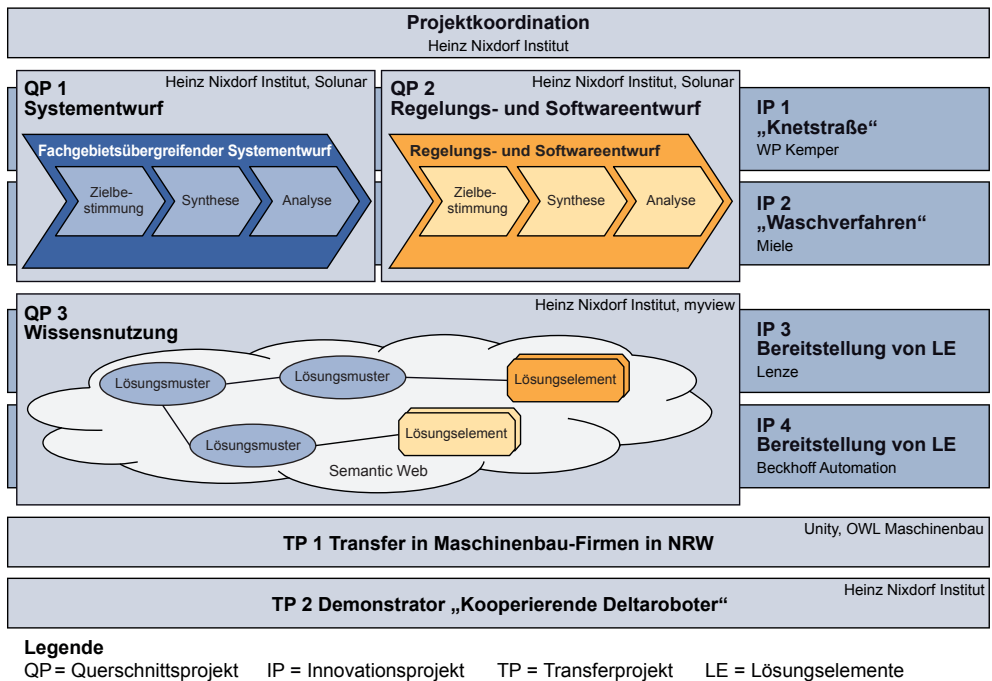 Projektkoordination
Heinz Nixdorf Institut
QP 1
Heinz Nixdorf Institut, Solunar
Systementwurf
Fachgebietsübergreifender Systementwurf
Zielbe-
stimmung
Synthese
Analyse
QP 2
Heinz Nixdorf Institut, Solunar
Regelungs- und Softwareentwurf
Regelungs- und Softwareentwurf
Zielbe-
stimmung
Synthese
Analyse
IP 1
„Knetstraße“
WP Kemper
IP 2
„Waschverfahren“
Miele
QP 3
Heinz Nixdorf Institut, myview
Wissensnutzung
Lösungsmuster
Lösungsmuster
Lösungselement
Lösungsmuster
Lösungselement
Semantic Web
IP 3
Bereitstellung von LE
Lenze
IP 4
Bereitstellung von LE
Beckhoff Automation
Unity, OWL Maschinenbau
TP 1 Transfer in Maschinenbau-Firmen in NRW
Heinz Nixdorf Institut
TP 2 Demonstrator „Kooperierende Deltaroboter“
Legende
QP = Querschnittsprojekt IP = Innovationsprojekt TP = Transferprojekt LE = Lösungselemente